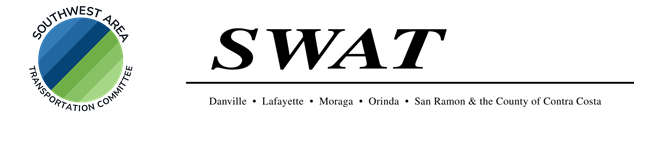 SOUTHWEST AREA
TRANSPORTATION COMMITTEE
SWAT
Danville • Lafayette • Moraga • Orinda • San Ramon & the County of Contra Costa